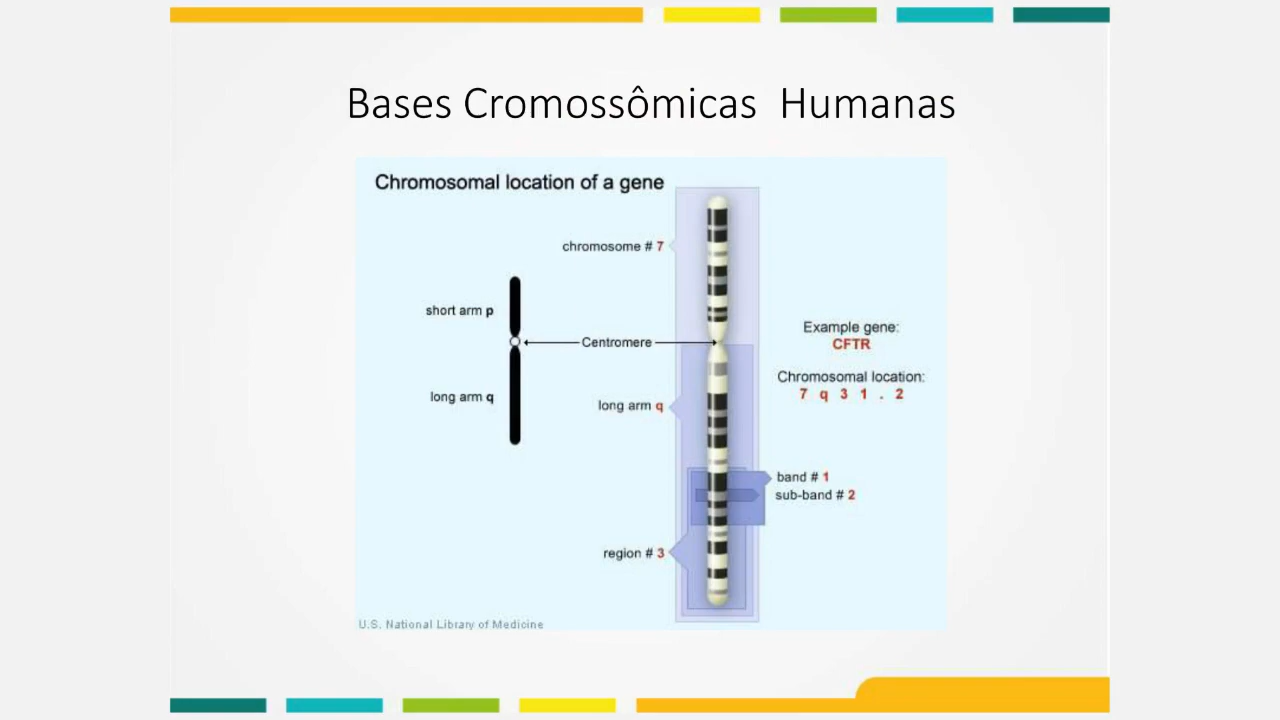 Bases Cromossômicas Humanas
Chromosomal location of a gene
chromosome # 7
short arm p
Centromere
long arm q
long arm q
Example gene:
CFTR
Chromosomal location:
7 q 3 1 . 2
band # 1
sub-band # 2
region # 3
U.S. National Library of Medicine